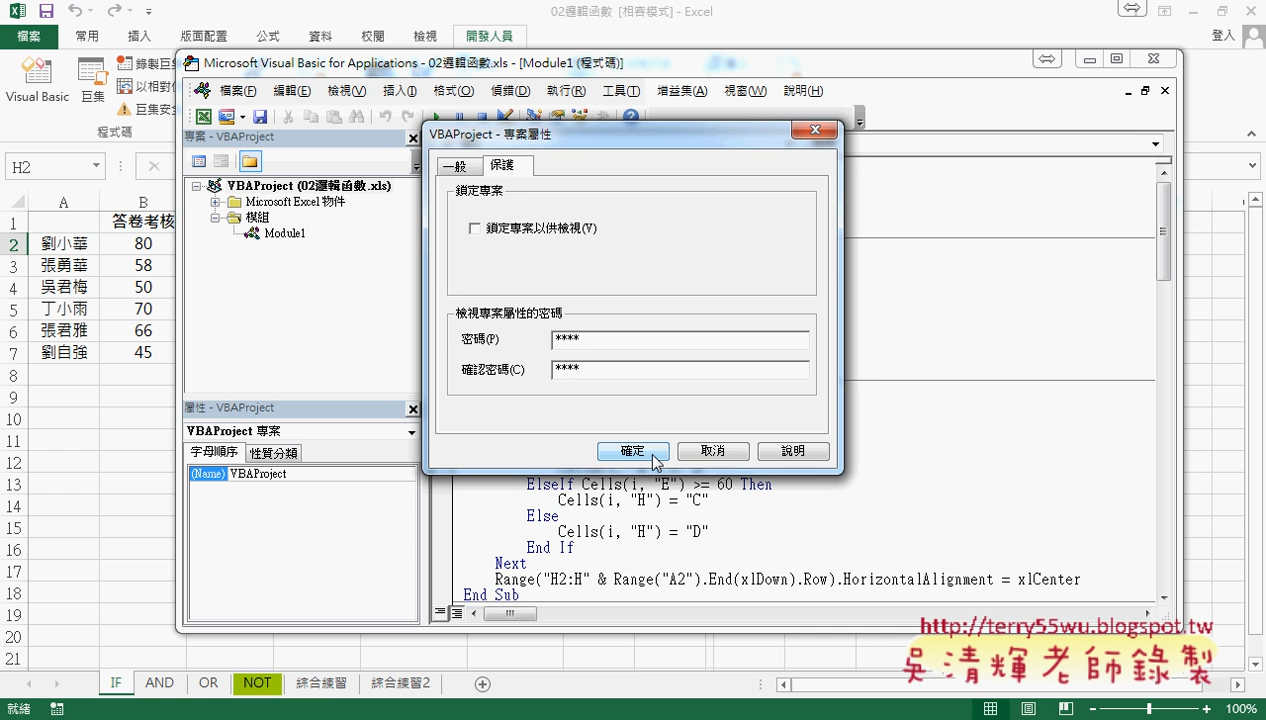 02邏輯函數 [相容模式] - Excel
檔案 常用 插入 版面配置 公式 資料 校閱 檢視 開發人員 登入
Visual Basic 巨集 錄製巨集
以相對
巨集安全
程式碼
Microsoft Visual Basic for Applications - 02邏輯函數.xls - [Module1 (程式碼)]
檔案(F) 編輯(E) 檢視(V) 插入(I) 格式(O) 偵錯(D) 執行(R) 工具(T) 增益集(A) 視窗(W) 說明(H)
專案 - VBAProject
VBAProject (02邏輯函數.xls)
Microsoft Excel 物件
模組
Module1
屬性 - VBAProject
VBAProject 專案
字母順序 性質分類
(Name) VBAProject
VBAProject - 專案屬性
一般 保護
鎖定專案
鎖定專案以供檢視(V)
檢視專案屬性的密碼
密碼(P) ****
確認密碼(C) ****
確定 取消 說明
ElseIf Cells(i, "E") >= 60 Then
Cells(i, "H") = "C"
Else
Cells(i, "H") = "D"
End If
Next
Range("H2:H" & Range("A2").End(xlDown).Row).HorizontalAlignment = xlCenter
End Sub
H2
A B
1 答卷考核
2 劉小華 80
3 張勇華 58
4 吳君梅 50
5 丁小雨 70
6 張君雅 66
7 劉自強 45
8
9
10
11
12
13
14
15
16
17
18
19
20
21
http://terry55wu.blogspot.tw
吳清輝老師錄製
IF AND OR NOT 綜合練習 綜合練習2
就緒 100%